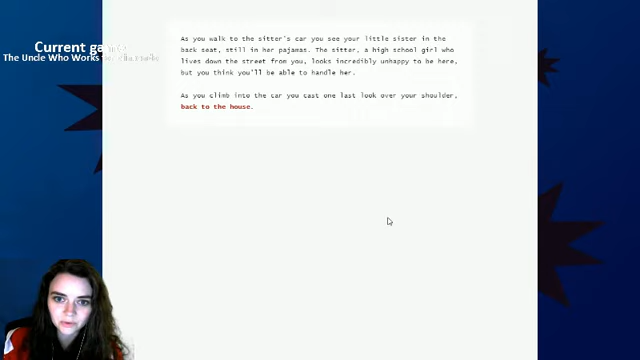 Current ga
The Uncle Who Works
As you walk to the sitter's car you see your little sister in the
back seat, still in her pajamas. The sitter, a high school girl who
lives down the street from you, looks incredibly unhappy to be here,
but you think you'll be able to handle her.
As you climb into the car you cast one last look over your shoulder,
back to the house.